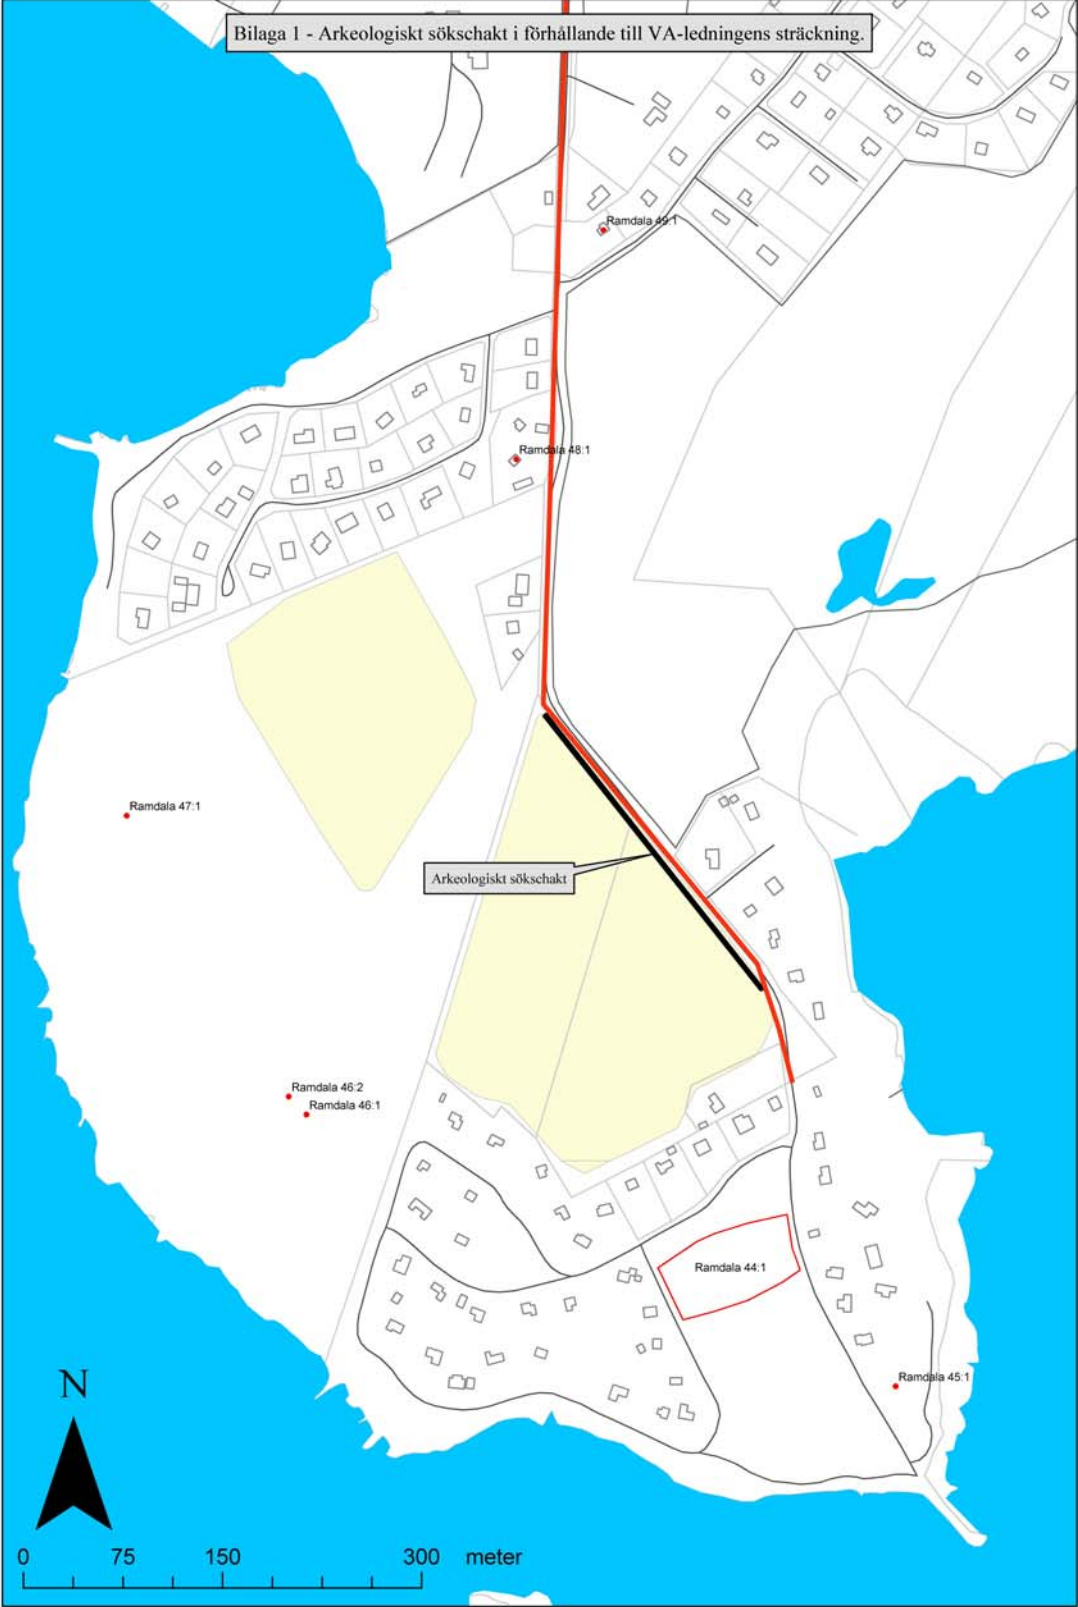 Bilaga 1 - Arkeologiskt sökschakt i förhållande till VA-ledningens sträckning.
Ramdala 49:1
Ramdala 48:1
Ramdala 47:1
Arkeologiskt sökschakt
Ramdala 46:2
Ramdala 46:1
Ramdala 44:1
Ramdala 45:1
N
0 75 150 300 meter